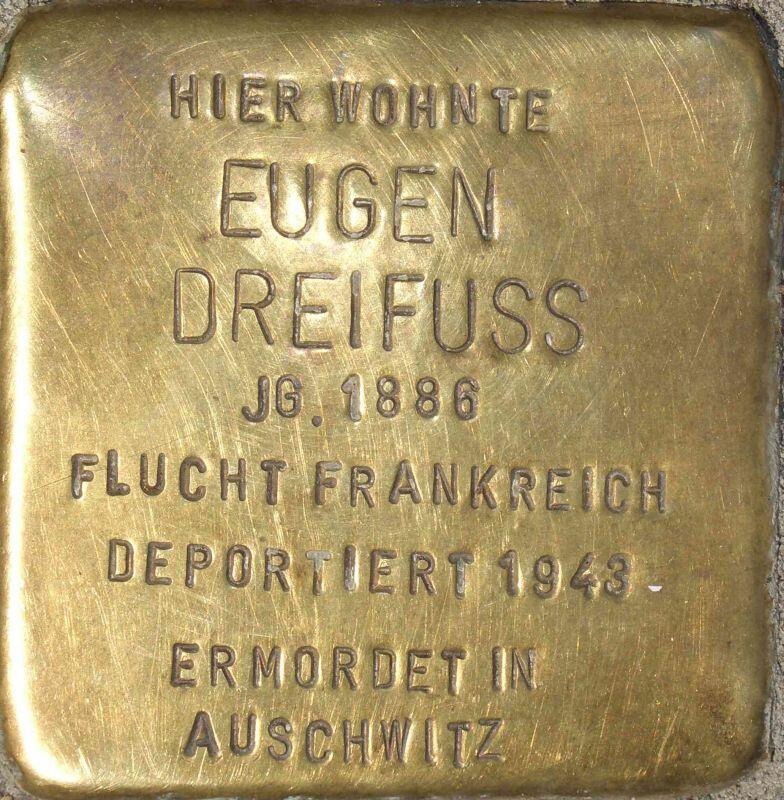 HIER WOHNTE
EUGEN
DREIFUSS
JG. 1886
FLUCHT FRANKREICH
DEPORTIERT 1943
ERMORDET IN
AUSCHWITZ